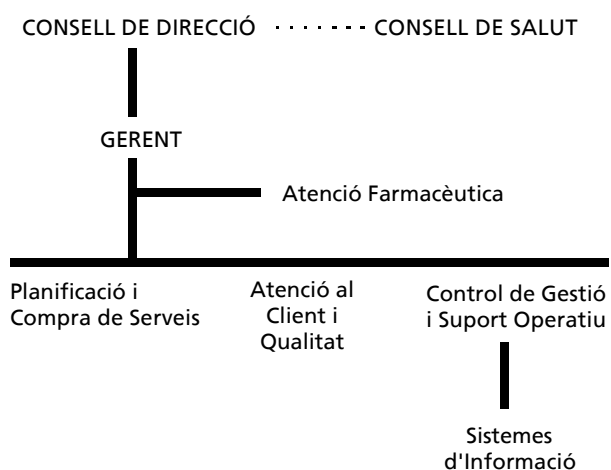 CONSELL DE DIRECCIÓ ······· CONSELL DE SALUT
GERENT
Atenció Farmacèutica
Planificació i
Compra de Serveis
Atenció al
Client i
Qualitat
Control de Gestió
i Suport Operatiu
Sistemes
d'Informació